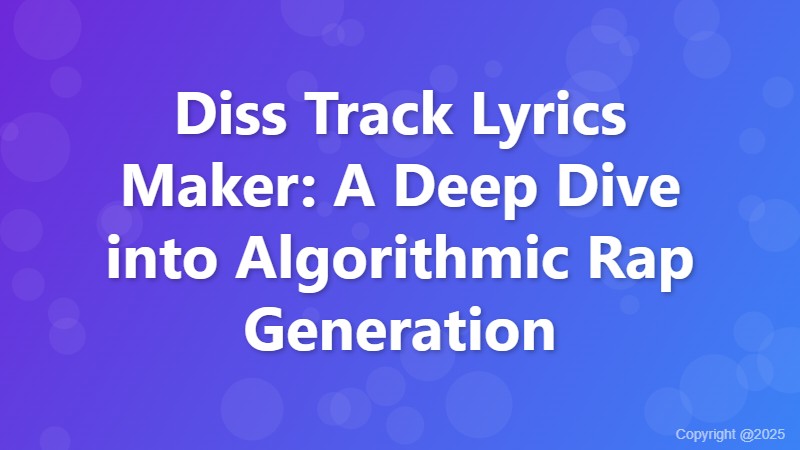 Diss Track Lyrics
Maker: A Deep Dive
into Algorithmic Rap
Generation
Copyright @2025